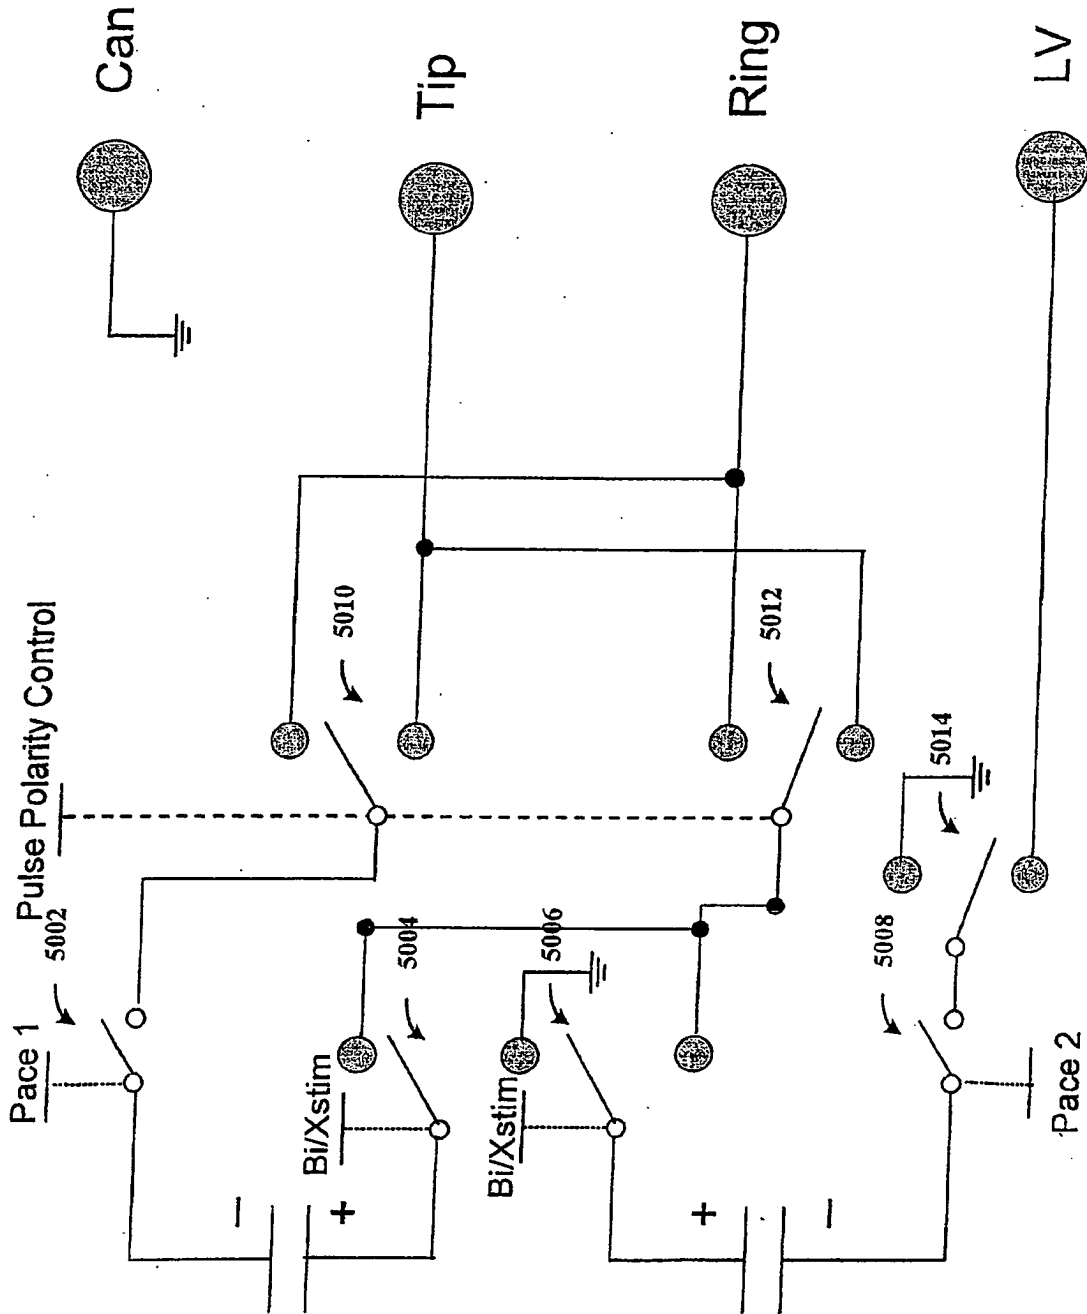 Can
Tip
Ring
LV
Pulse Polarity Control
5010
5012
5014
5002
5004
5006
5008
Pace 1
Bi/Xstim
Bi/Xstim
Pace 2
−
+
+
−